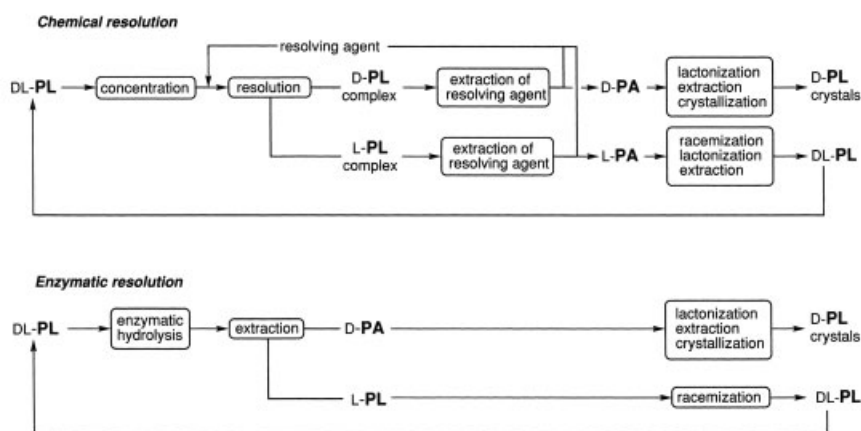 Chemical resolution
resolving agent
DL-PL
concentration
resolution
D-PL
complex
extraction of
resolving agent
D-PA
lactonization
extraction
crystallization
D-PL
crystals
L-PL
complex
extraction of
resolving agent
L-PA
racemization
lactonization
extraction
DL-PL
Enzymatic resolution
DL-PL
enzymatic
hydrolysis
extraction
D-PA
lactonization
extraction
crystallization
D-PL
crystals
L-PL
racemization
DL-PL